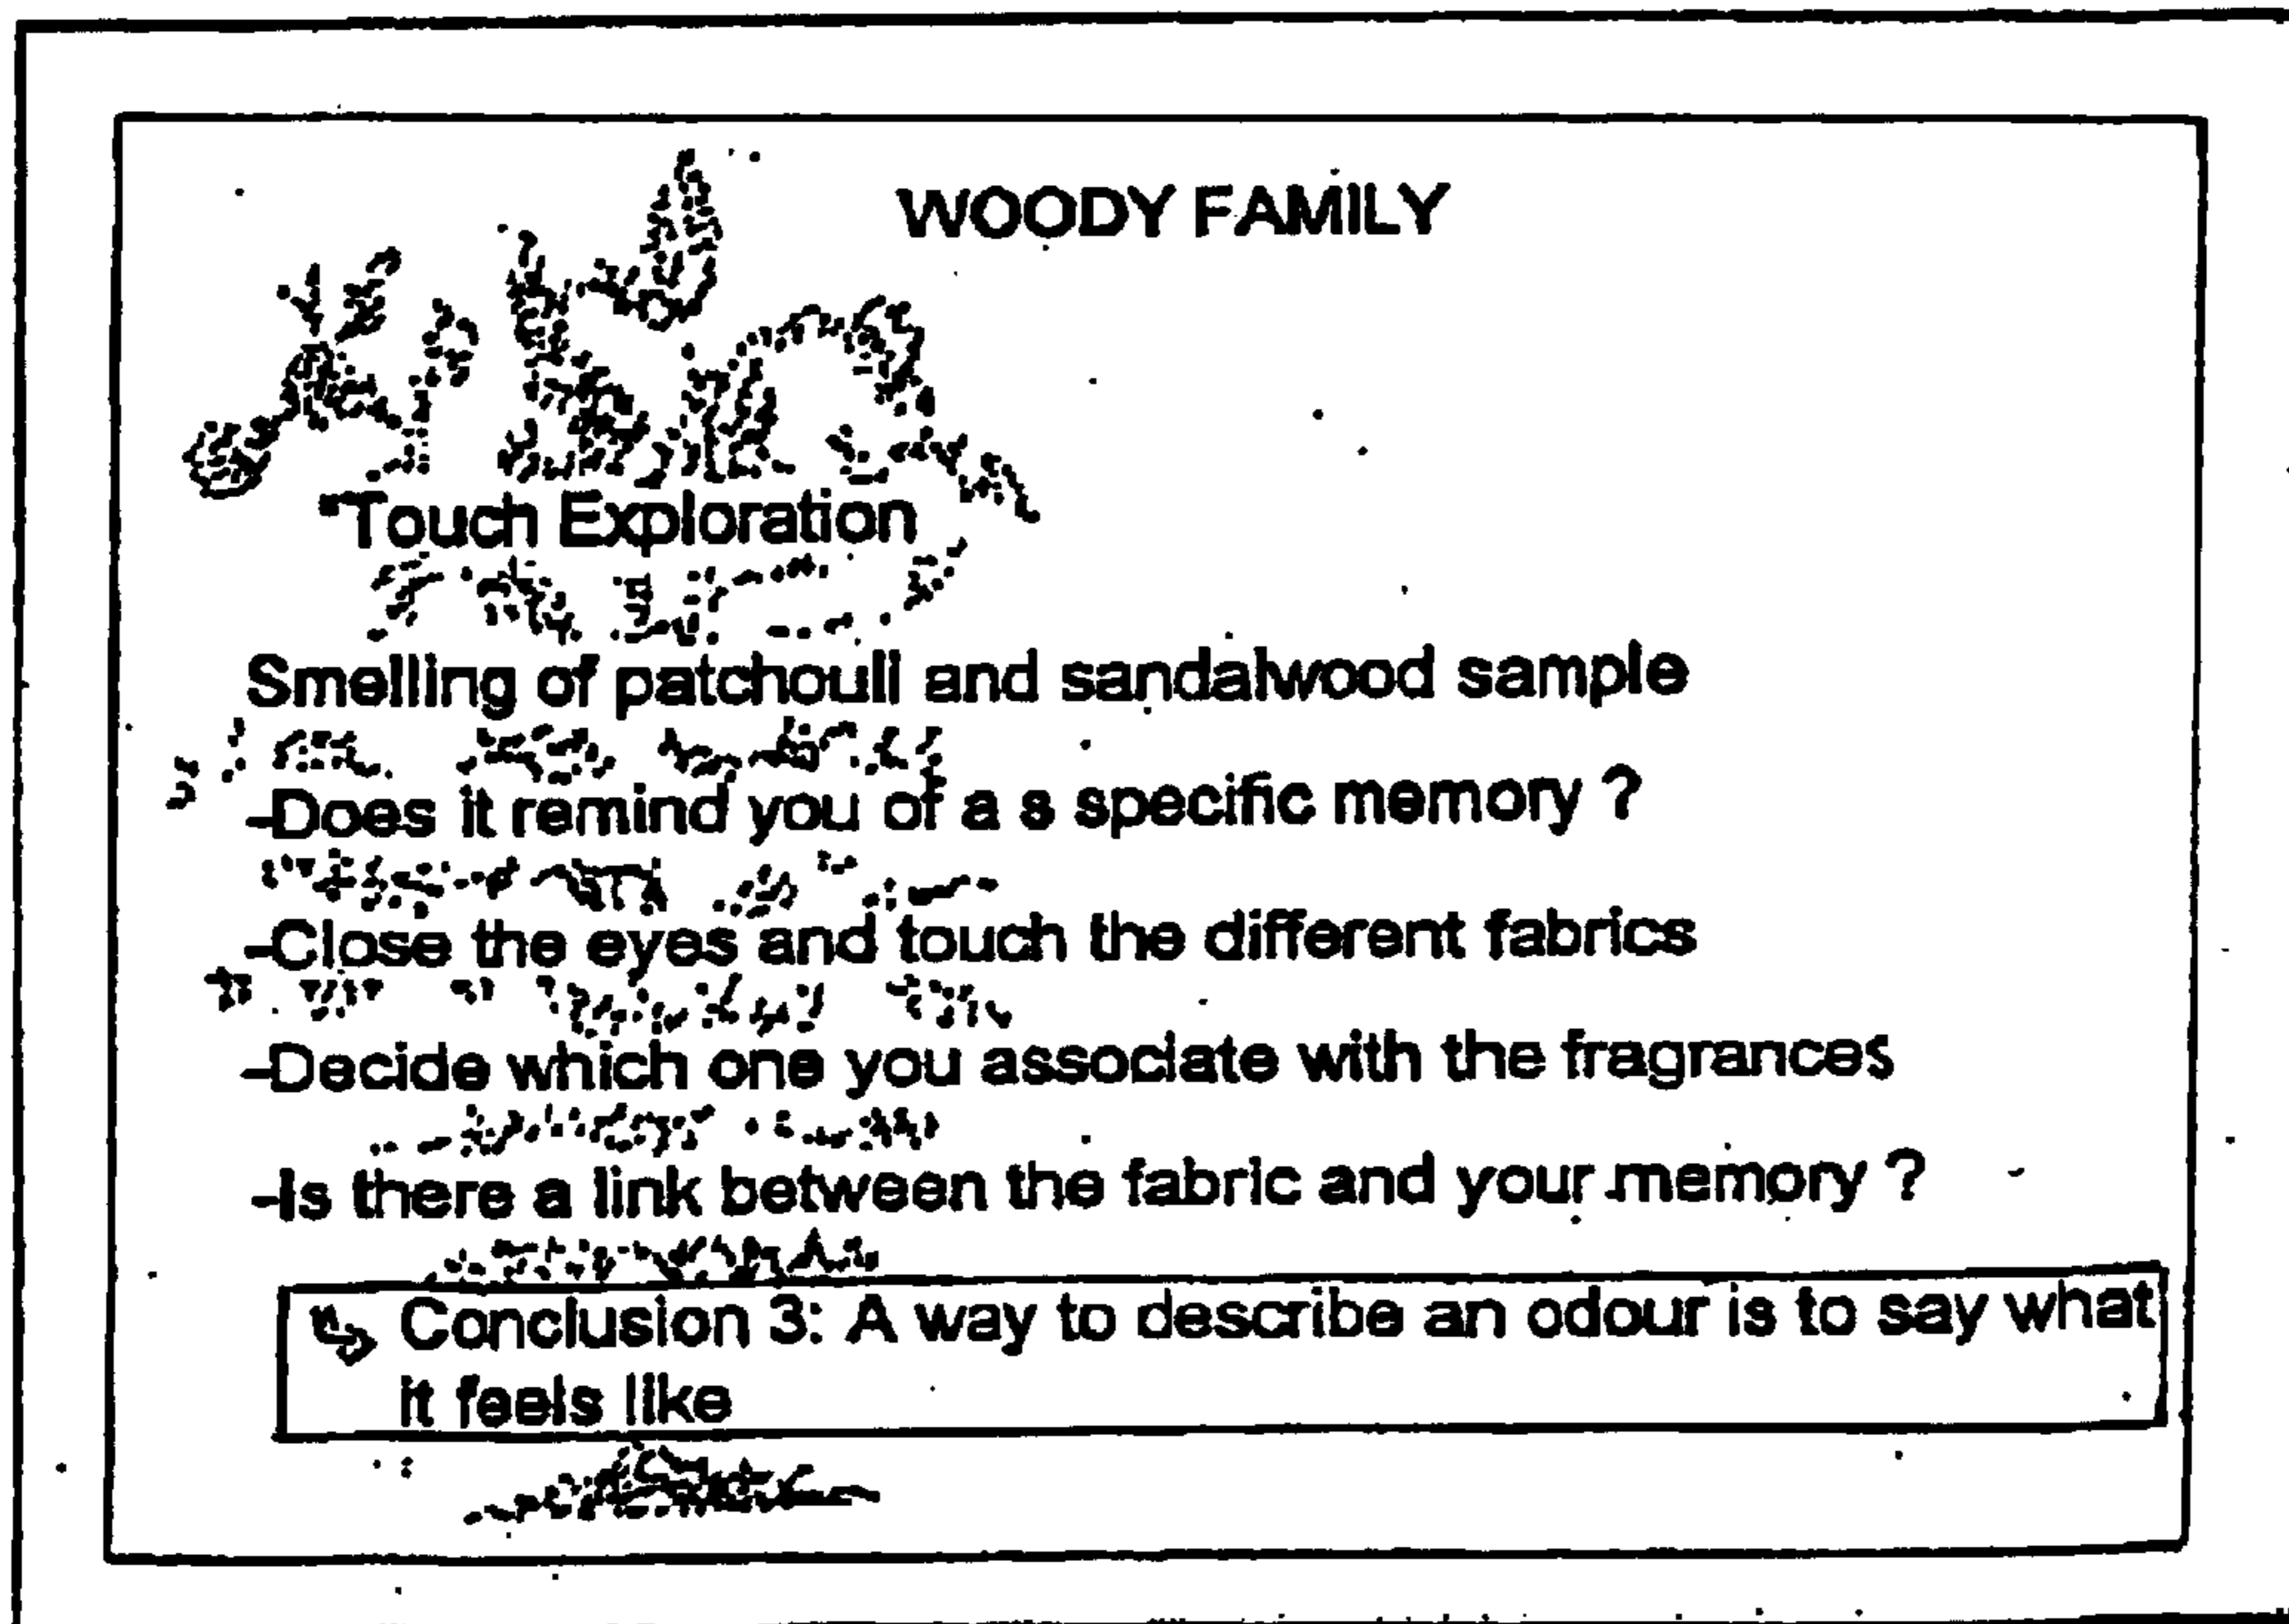 WOODY FAMILY
Touch Exploration
Smelling of patchouli and sandalwood sample
-Does it remind you of a s specific memory ?
-Close the eyes and touch the different fabrics
-Decide which one you associate with the fragrances
-Is there a link between the fabric and your memory ?
Conclusion 3: A way to describe an odour is to say what
it feels like